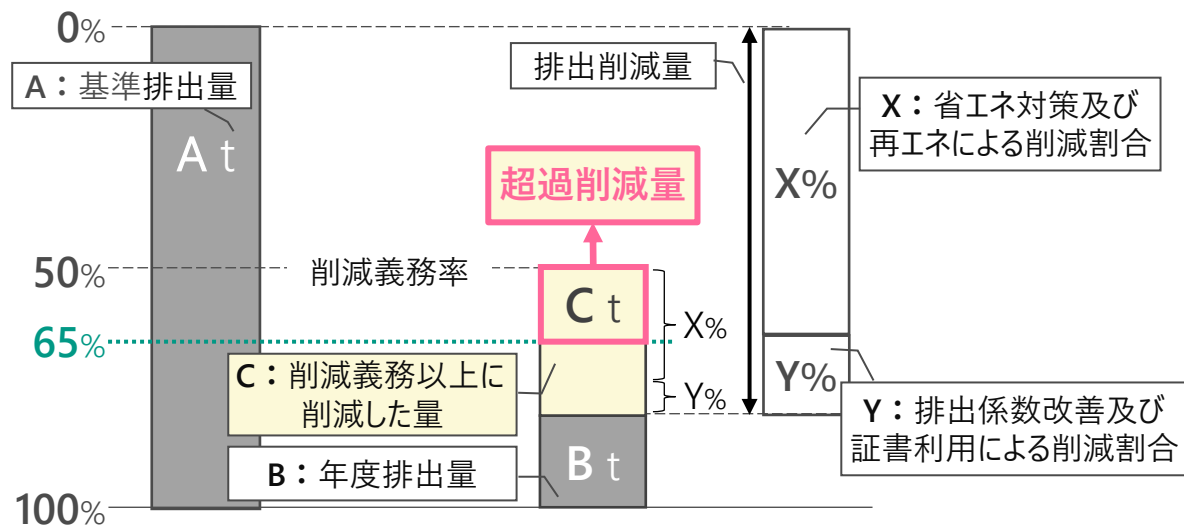 0%
A：基準排出量
A t
排出削減量
X：省エネ対策及び
再エネによる削減割合
超過削減量
X%
50%
削減義務率
C t
X%
65%
C：削減義務以上に
削減した量
Y%
Y%
Y：排出係数改善及び
証書利用による削減割合
B：年度排出量
B t
100%